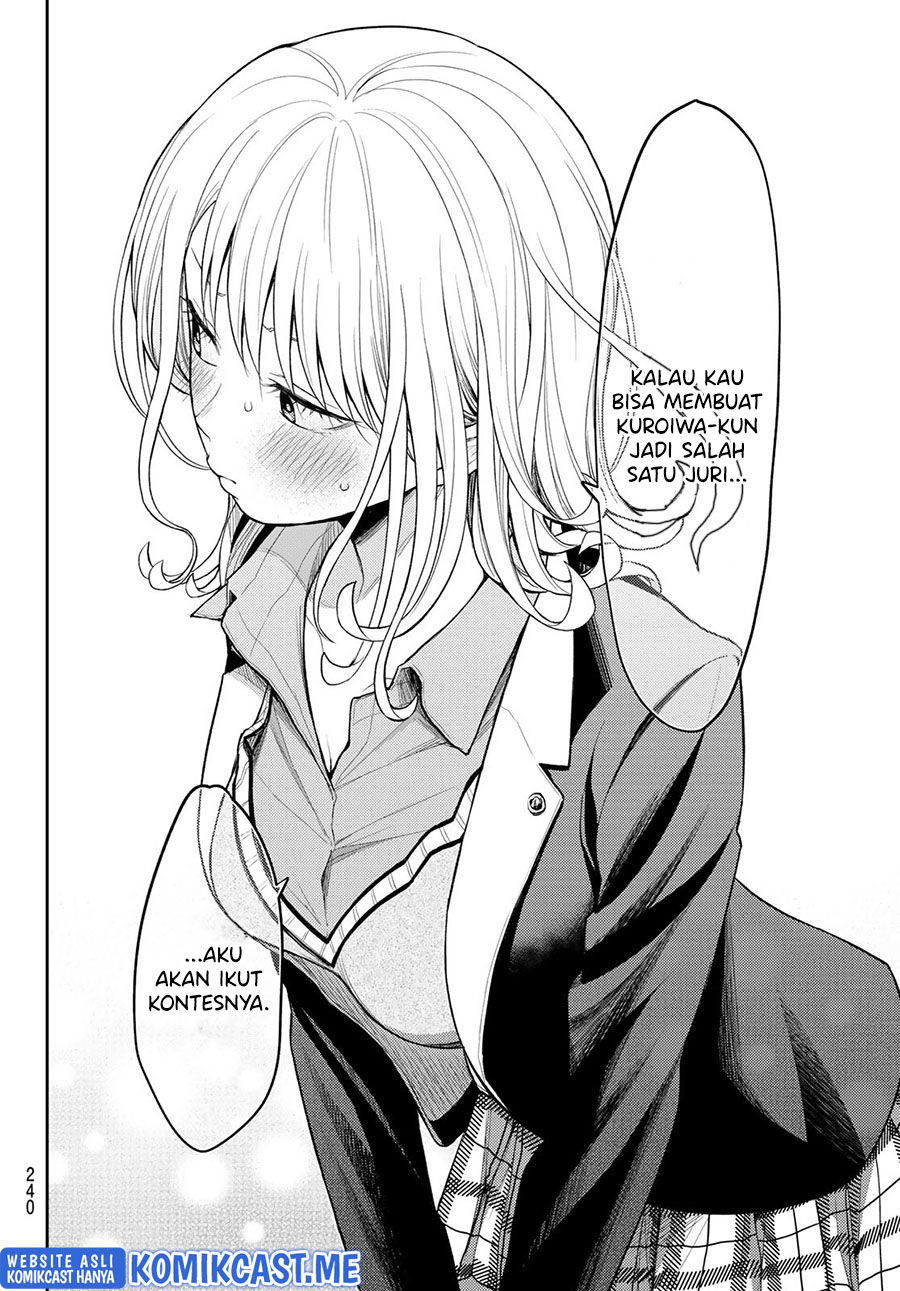 KALAU KAU
BISA MEMBUAT
KUROIWA-KUN
JADI SALAH
SATU JURI...
...AKU
AKAN IKUT
KONTESNYA.
240
WEBSITE ASLI
KOMIKCAST HANYA
KOMIKCAST.ME